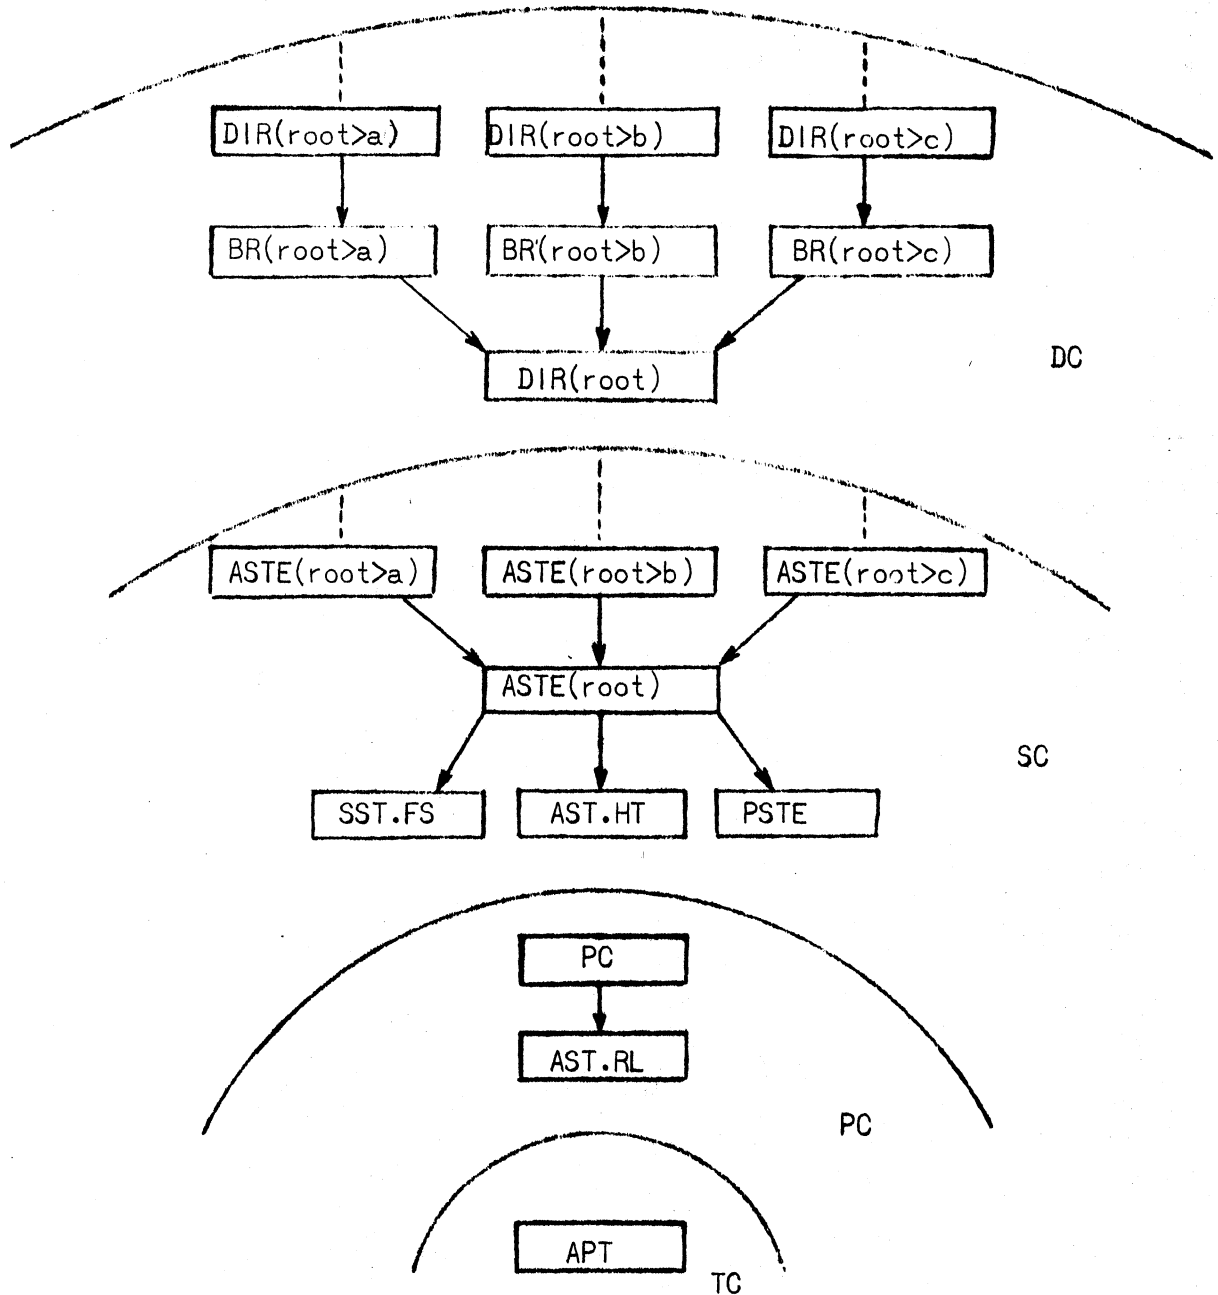 DIR(root>a) DIR(root>b) DIR(root>c)
BR(root>a) BR(root>b) BR(root>c)
DIR(root)
DC
ASTE(root>a) ASTE(root>b) ASTE(root>c)
ASTE(root)
SC
SST.FS AST.HT PSTE
PC
AST.RL
PC
APT
TC